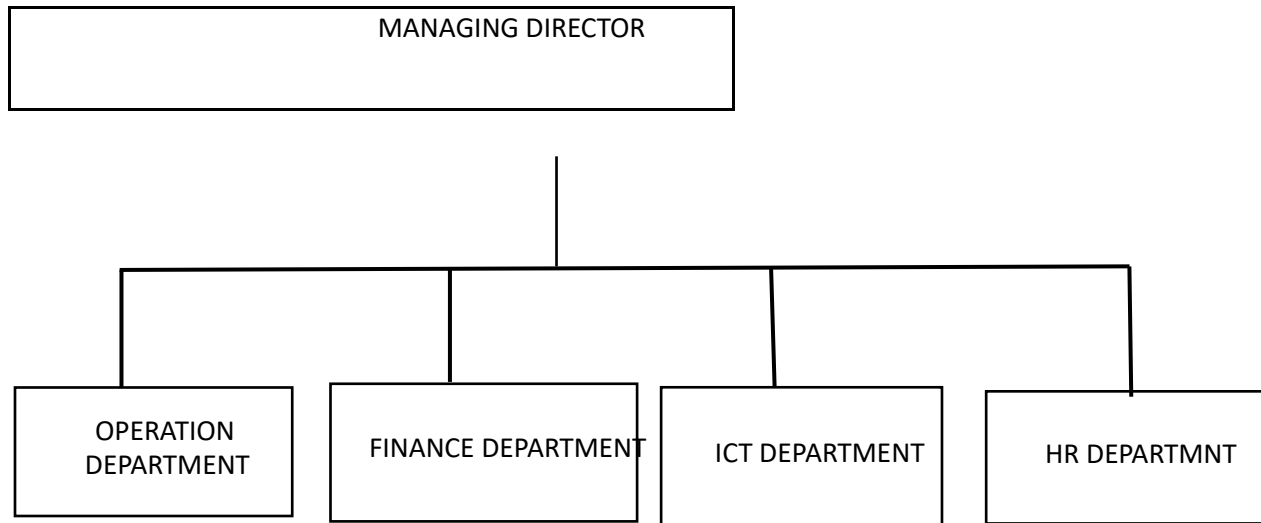 MANAGING DIRECTOR
OPERATION
DEPARTMENT
FINANCE DEPARTMENT
ICT DEPARTMENT
HR DEPARTMNT